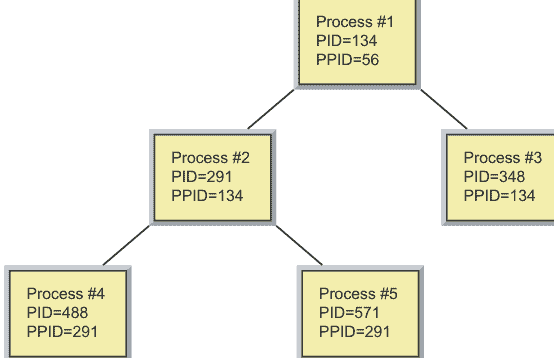 Process #1
PID=134
PPID=56
Process #2
PID=291
PPID=134
Process #3
PID=348
PPID=134
Process #4
PID=488
PPID=291
Process #5
PID=571
PPID=291